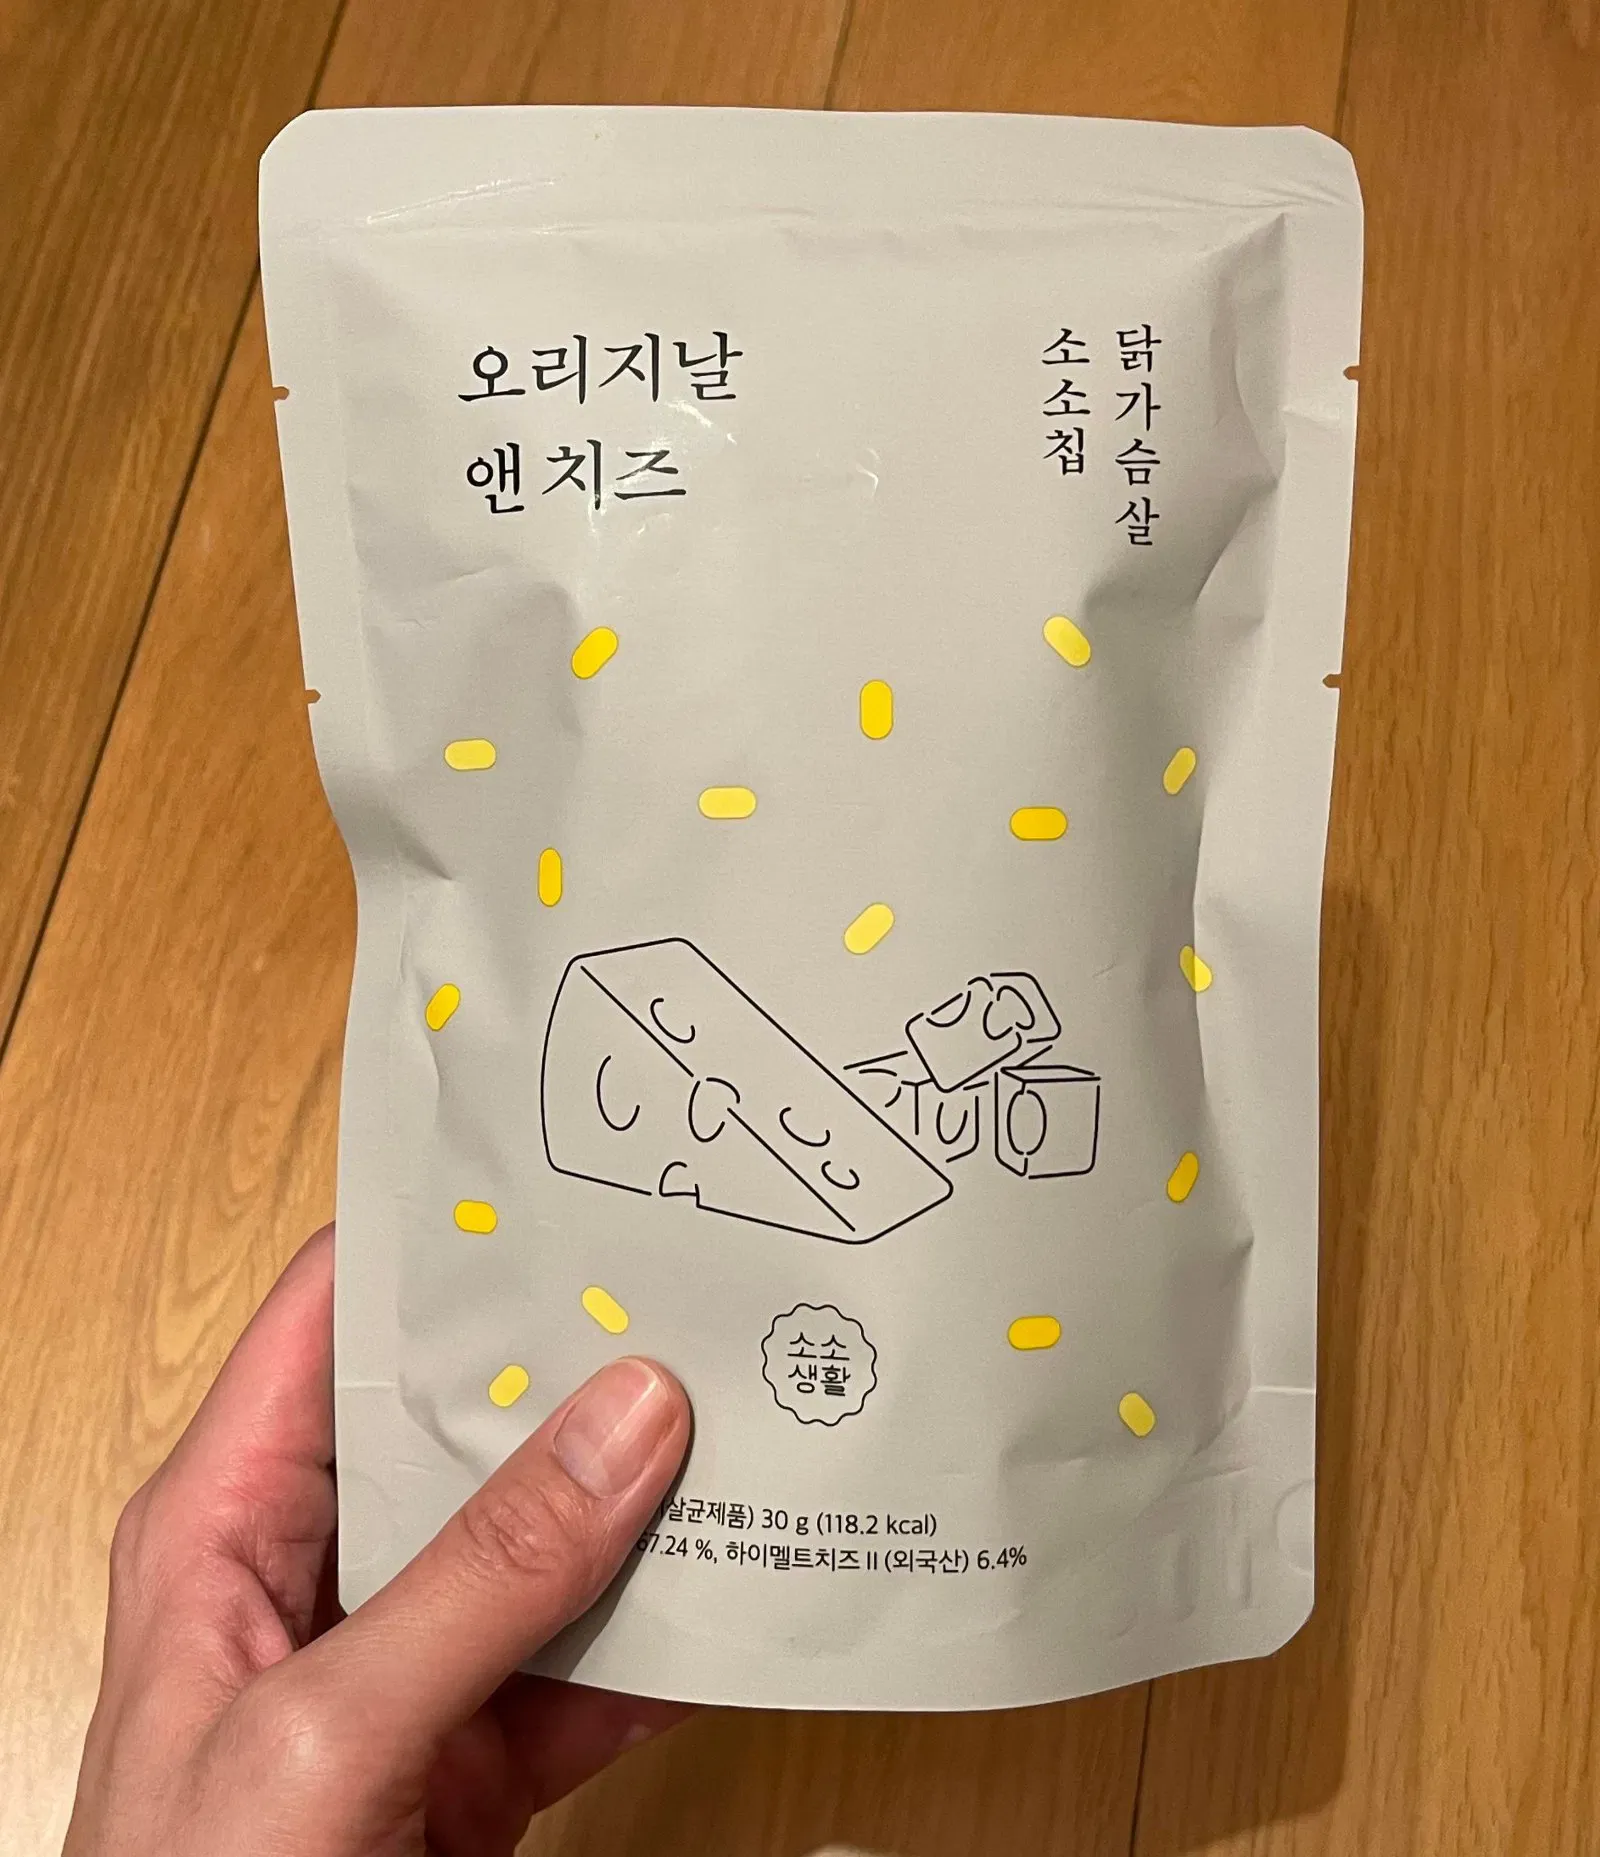 오리지날
앤 치즈
닭가슴살
소소칩
소소
생활
살균제품) 30 g (118.2 kcal)
67.24 %, 하이멜트치즈 II (외국산) 6.4%